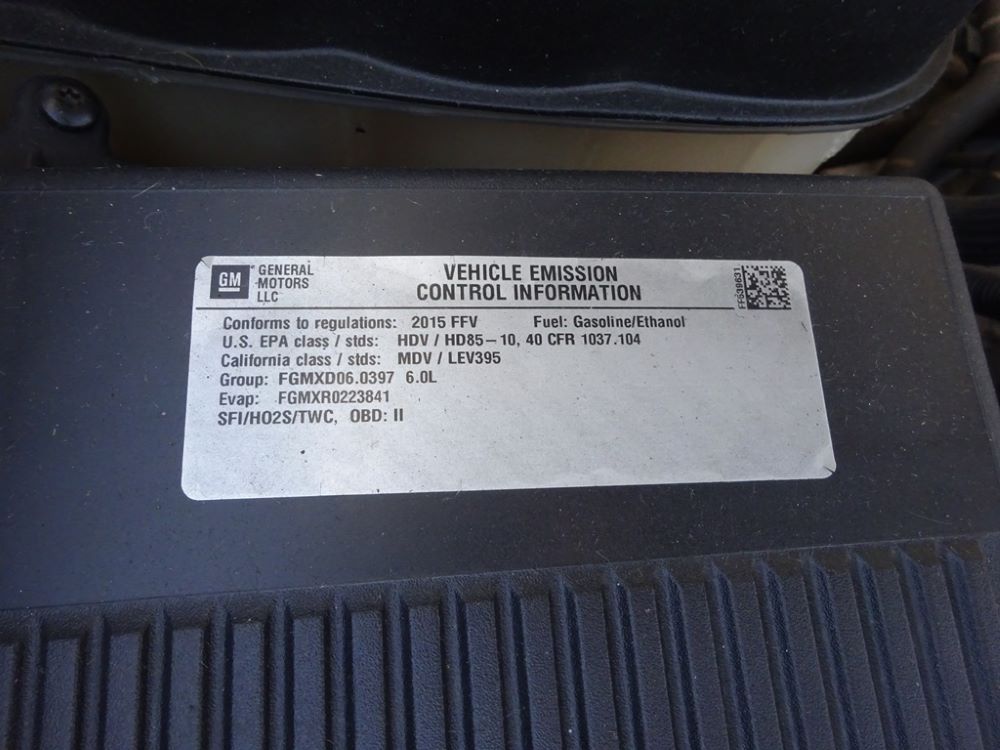 GM GENERAL MOTORS LLC
VEHICLE EMISSION
CONTROL INFORMATION
FF639631
Conforms to regulations: 2015 FFV Fuel: Gasoline/Ethanol
U.S. EPA class / stds: HDV / HD85-10, 40 CFR 1037.104
California class / stds: MDV / LEV395
Group: FGMXD06.0397 6.0L
Evap: FGMXR0223841
SFI/HO2S/TWC, OBD: II